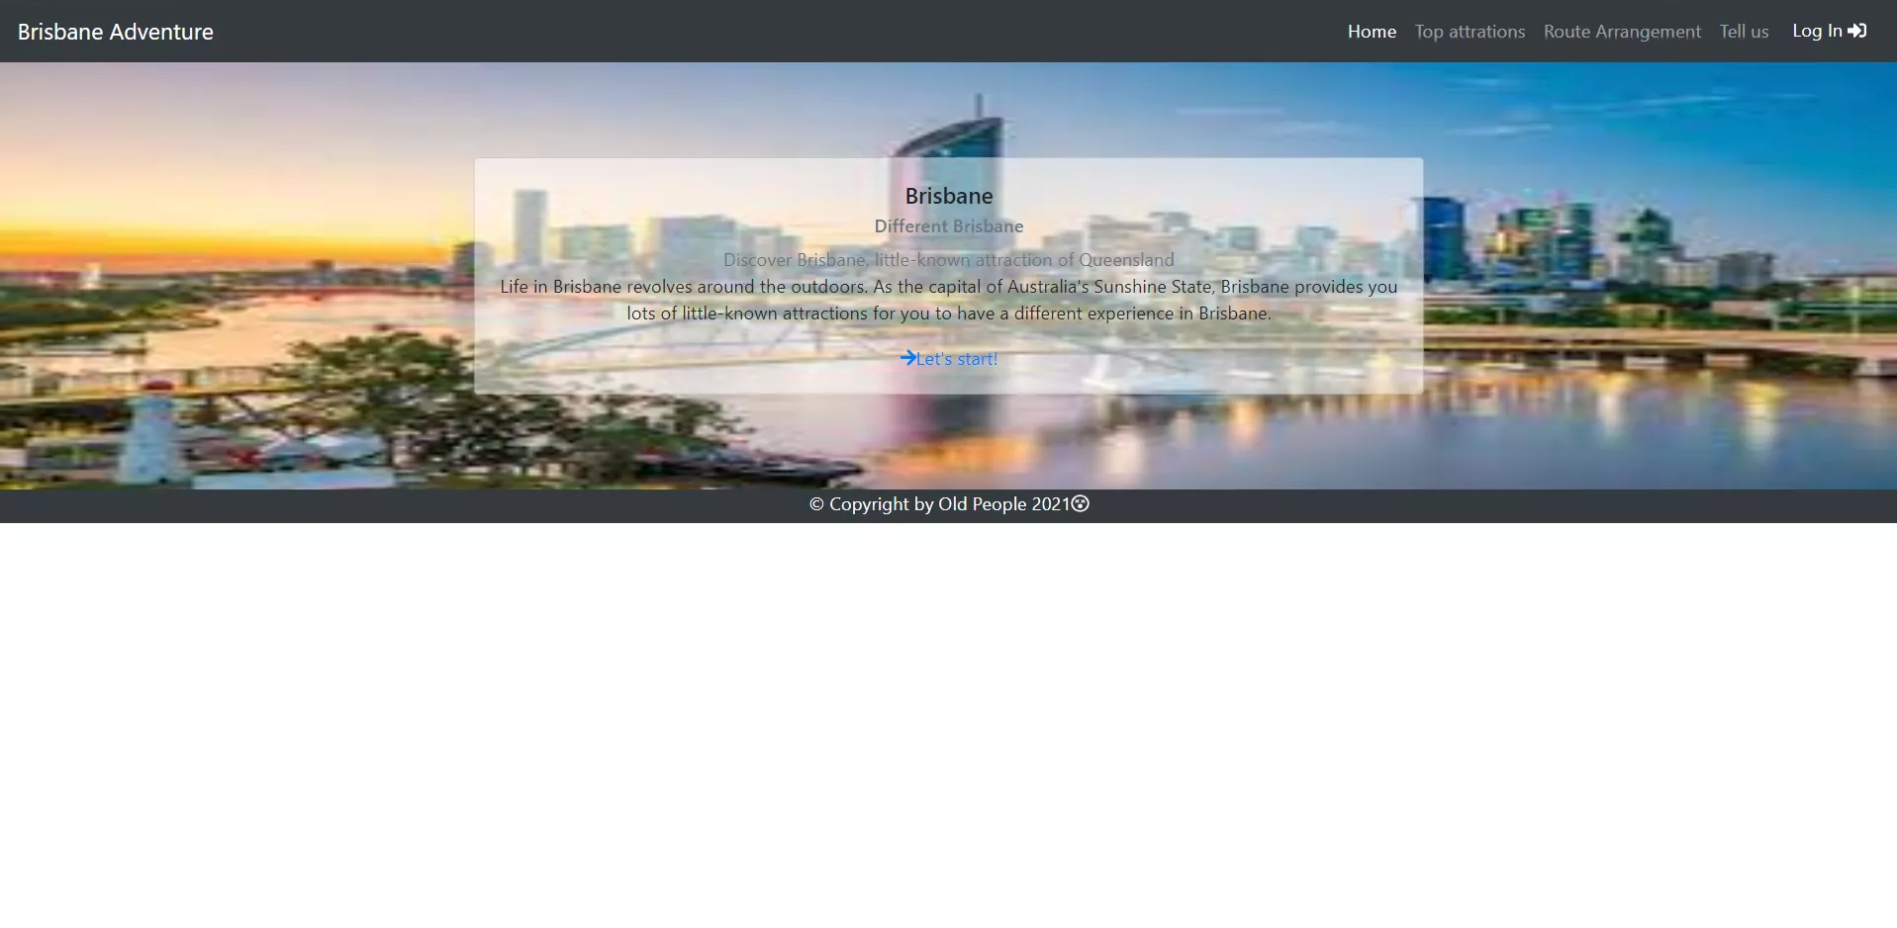 Brisbane Adventure
Home Top attrations Route Arrangement Tell us Log In
Brisbane
Different Brisbane
Discover Brisbane, little-known attraction of Queensland
Life in Brisbane revolves around the outdoors. As the capital of Australia's Sunshine State, Brisbane provides you
lots of little-known attractions for you to have a different experience in Brisbane.
Let's start!
© Copyright by Old People 2021